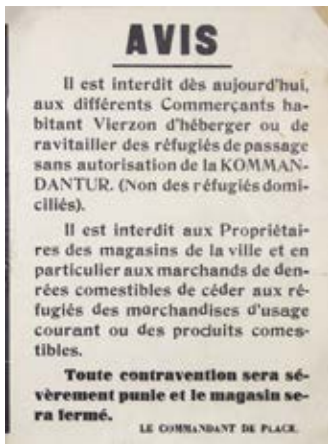 AVIS
Il est interdit dès aujourd'hui,
aux différents Commerçants ha-
bitant Vierzon d'héberger ou de
ravitailler des réfugiés de passage
sans autorisation de la KOMMAN-
DANTUR. (Non des réfugiés domi-
ciliés).
Il est interdit aux Propriétai-
res des magasins de la ville et en
particulier aux marchands de den-
rées comestibles de céder aux ré-
fugiés des marchandises d'usage
courant ou des produits comes-
tibles.
Toute contravention sera sé-
vèrement punie et le magasin se-
ra fermé.
LE COMMANDANT DE PLACE.